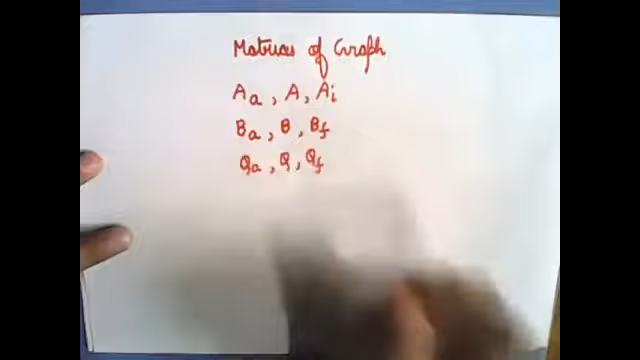 Matrices of Graph
Aa, A, Ai
Ba, B, Bf
Qa, Q, Qf